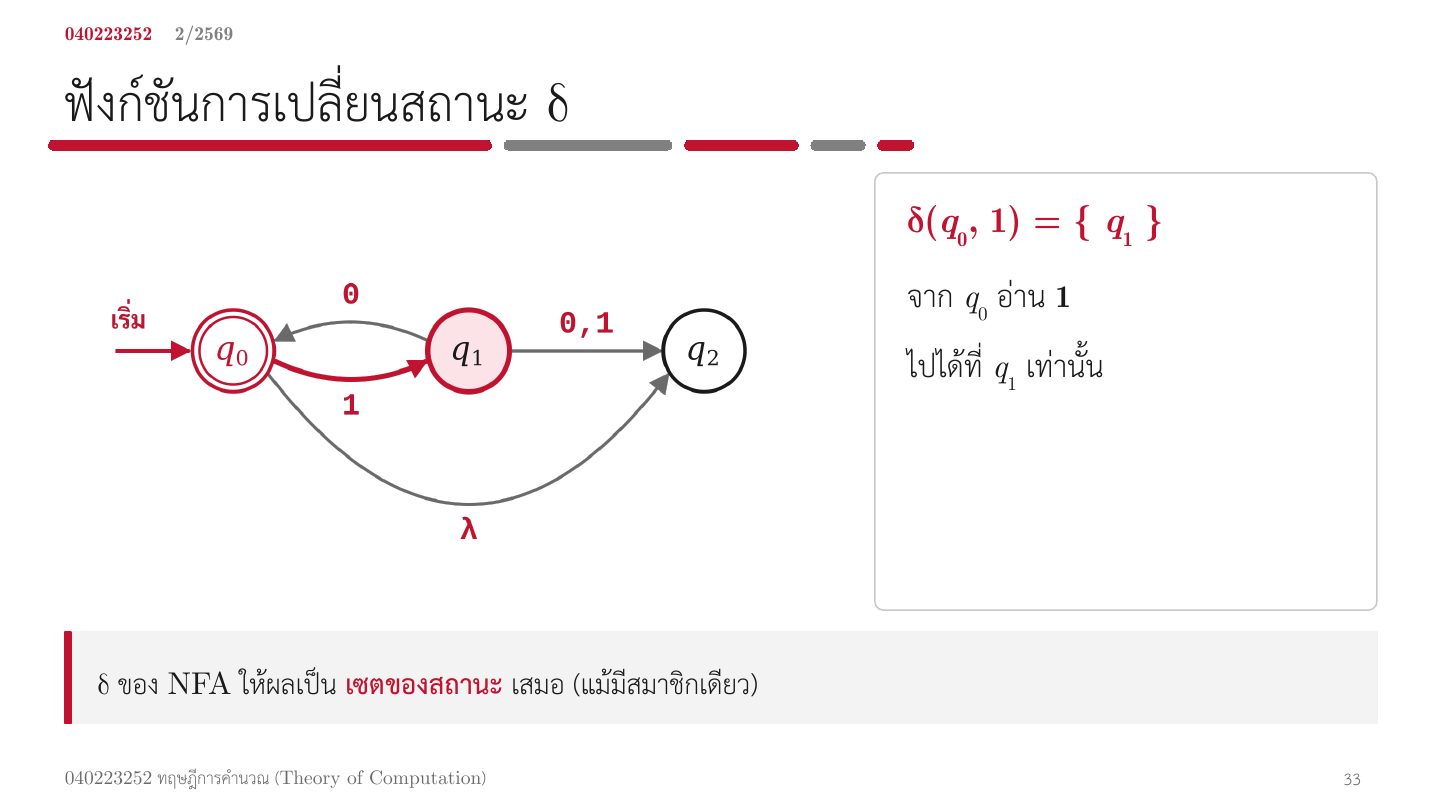 040223252 2/2569
ฟังก์ชันการเปลี่ยนสถานะ δ
δ(q₀, 1) = { q₁ }
จาก q₀ อ่าน 1
ไปได้ที่ q₁ เท่านั้น
เริ่ม
0
0,1
q₀
q₁
q₂
1
λ
δ ของ NFA ให้ผลเป็น เซตของสถานะ เสมอ (แม้มีสมาชิกเดียว)
040223252 ทฤษฎีการคำนวณ (Theory of Computation)
33